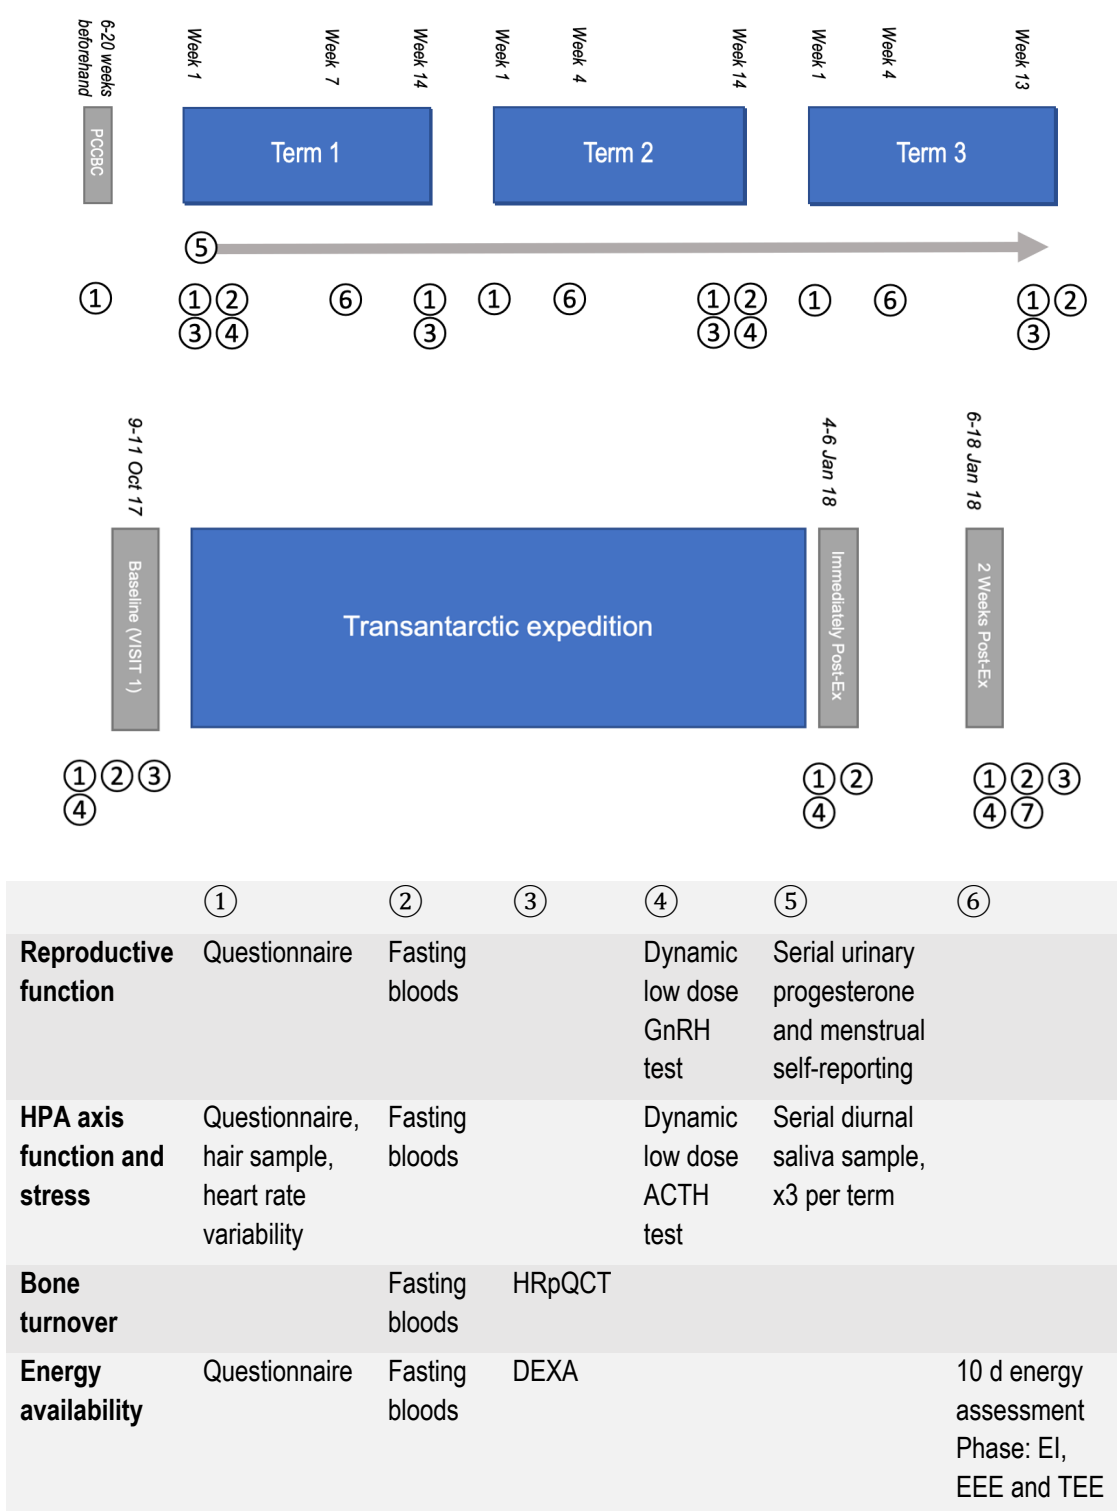 6-20 weeks
beforehand
Week 1
Week 7
Week 14
Week 1
Week 4
Week 14
Week 1
Week 4
Week 13
PCCBC
Term 1
Term 2
Term 3
⑤
① ①② ⑥ ① ① ⑥ ①② ① ⑥ ①②
③④ ③ ③④ ③
9-11 Oct 17
4-6 Jan 18
6-18 Jan 18
Baseline (VISIT 1)
Transantarctic expedition
Immediately Post-Ex
2 Weeks Post-Ex
①②③ ①② ①②③
④ ④ ④⑦
① ② ③ ④ ⑤ ⑥
Reproductive Questionnaire Fasting Dynamic Serial urinary
function bloods low dose progesterone
GnRH and menstrual
test self-reporting
HPA axis Questionnaire, Fasting Dynamic Serial diurnal
function and hair sample, bloods low dose saliva sample,
stress heart rate ACTH x3 per term
variability test
Bone Fasting HRpQCT
turnover bloods
Energy Questionnaire Fasting DEXA 10 d energy
availability bloods assessment
Phase: EI,
EEE and TEE